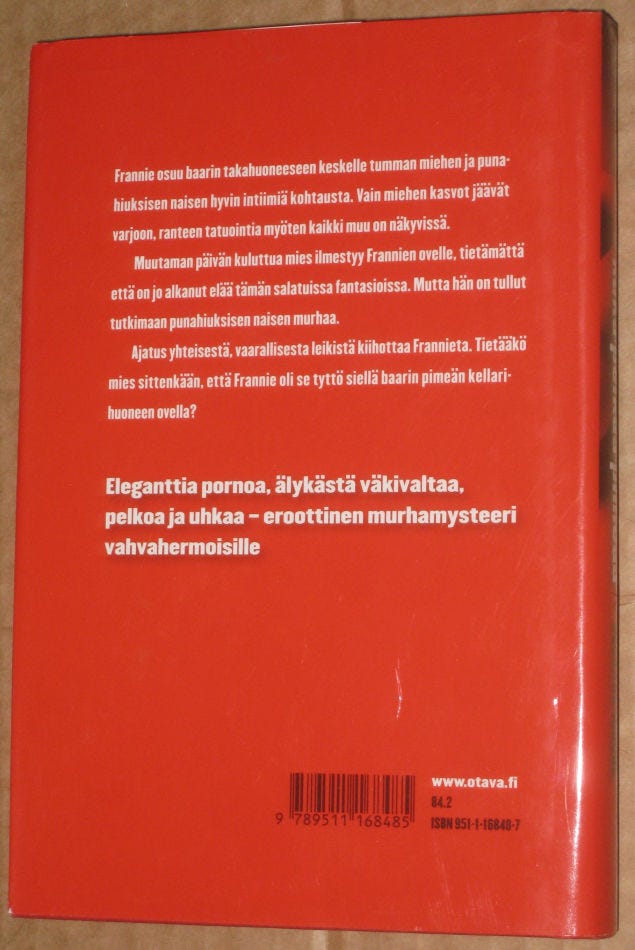 Frannie osuu baarin takahuoneeseen keskelle tumman miehen ja puna-
hiuksisen naisen hyvin intiimiä kohtausta. Vain miehen kasvot jäävät
varjoon, ranteen tatuointia myöten kaikki muu on näkyvissä.
Muutaman päivän kuluttua mies ilmestyy Frannien ovelle, tietämättä
että on jo alkanut elää tämän salatuissa fantasioissa. Mutta hän on tullut
tutkimaan punahiuksisen naisen murhaa.
Ajatus yhteisestä, vaarallisesta leikistä kiihottaa Frannieta. Tietääkö
mies sittenkään, että Frannie oli se tyttö siellä baarin pimeän kellari-
huoneen ovella?
Eleganttia pornoa, älykästä väkivaltaa,
pelkoa ja uhkaa – eroottinen murhamysteeri
vahvahermoisille
www.otava.fi
84.2
ISBN 951-1-16848-7
9 789511 168485